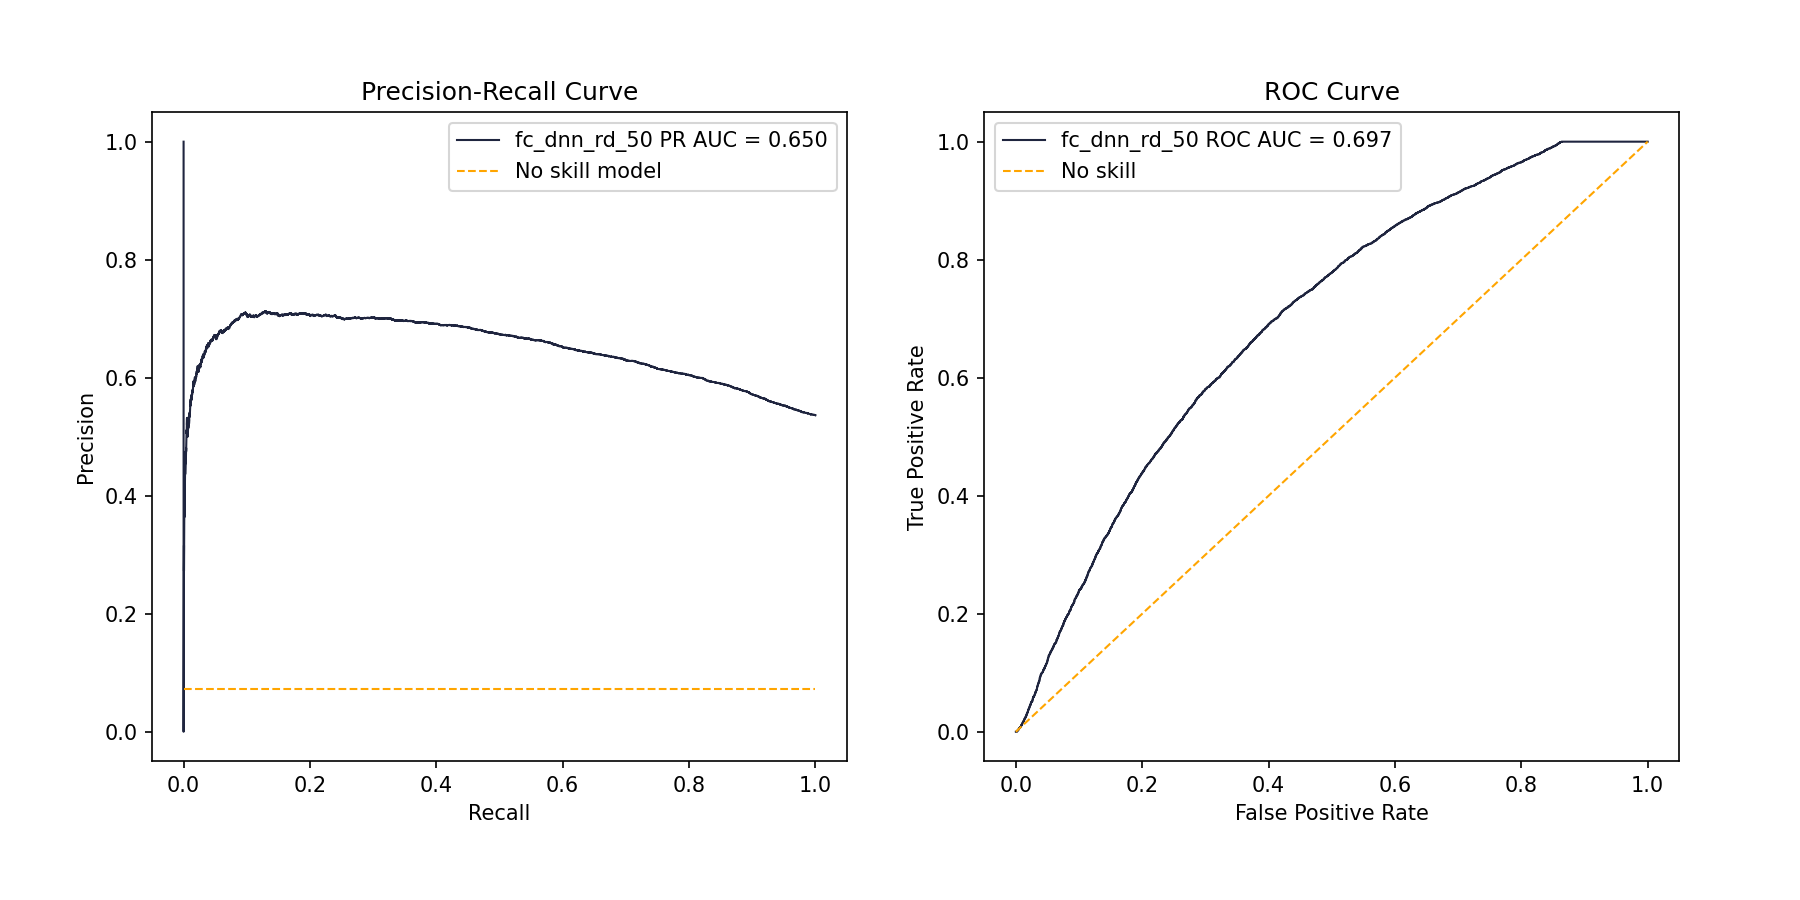 Precision-Recall Curve
fc_dnn_rd_50 PR AUC = 0.650
No skill model
1.0
0.8
0.6
0.4
0.2
0.0
Precision
0.0 0.2 0.4 0.6 0.8 1.0
Recall
ROC Curve
fc_dnn_rd_50 ROC AUC = 0.697
No skill
1.0
0.8
0.6
0.4
0.2
0.0
True Positive Rate
0.0 0.2 0.4 0.6 0.8 1.0
False Positive Rate